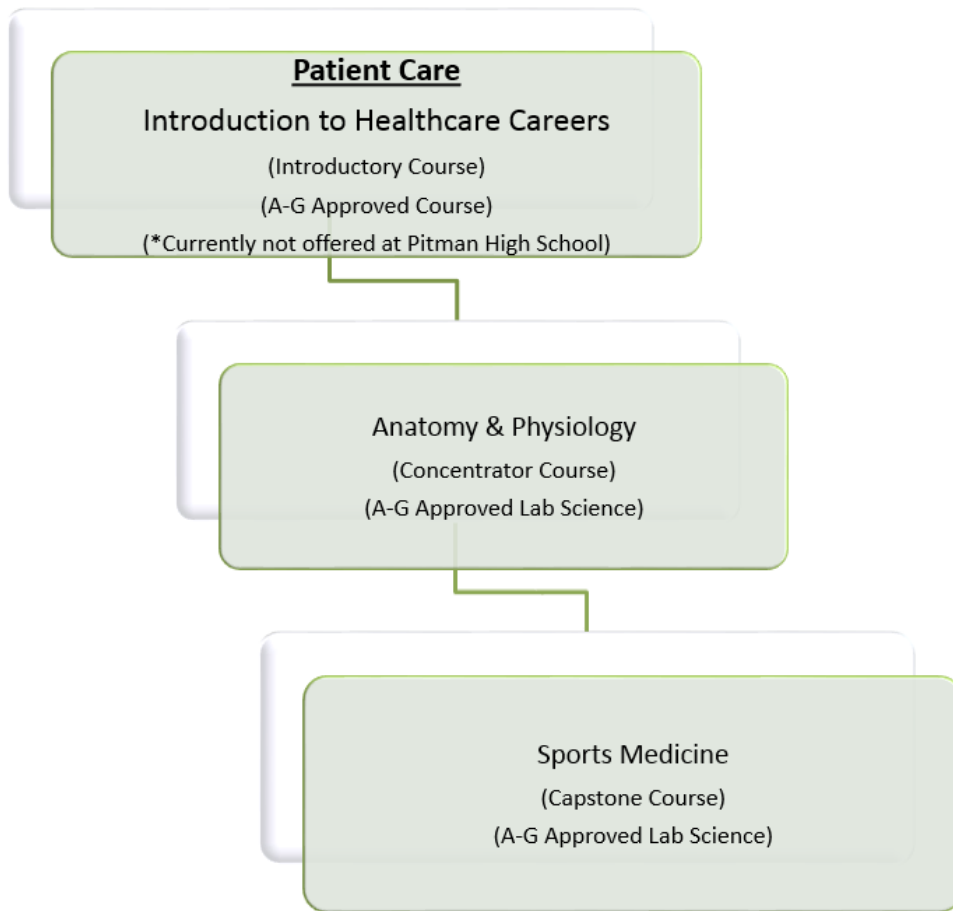 Patient Care
Introduction to Healthcare Careers
(Introductory Course)
(A-G Approved Course)
(*Currently not offered at Pitman High School)
Anatomy & Physiology
(Concentrator Course)
(A-G Approved Lab Science)
Sports Medicine
(Capstone Course)
(A-G Approved Lab Science)